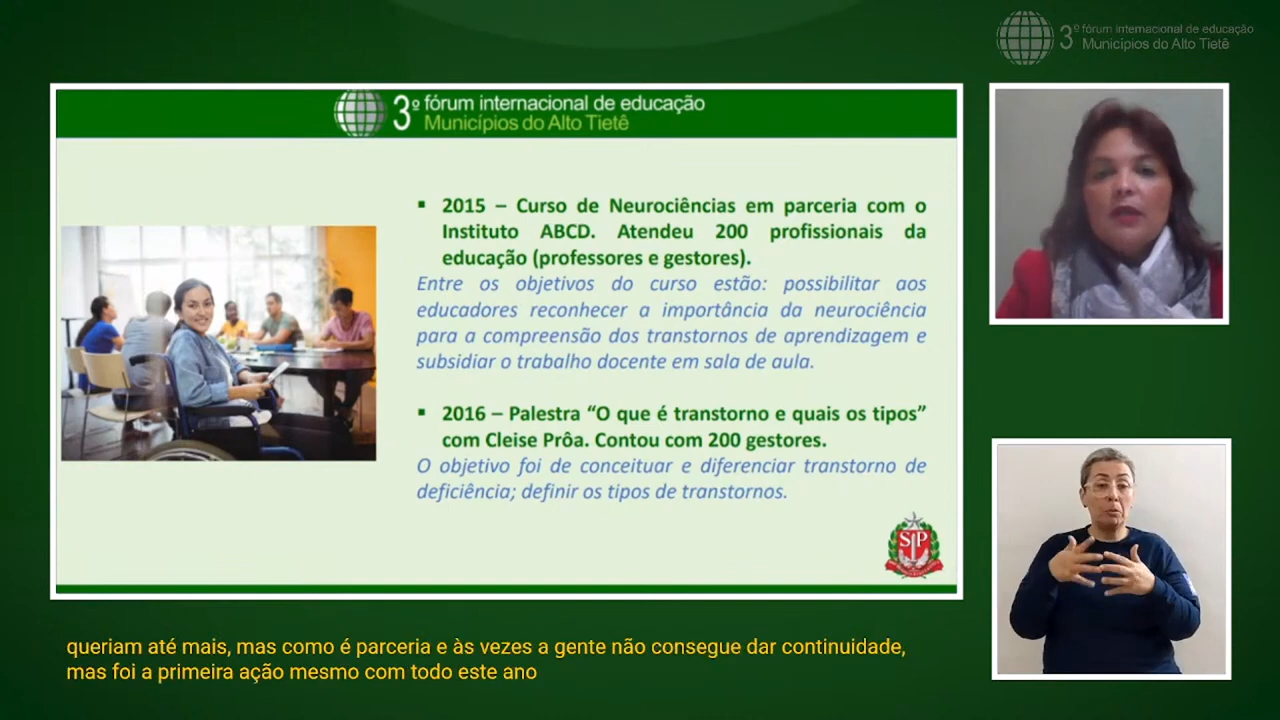 3º fórum internacional de educação
Municípios do Alto Tietê
3º fórum internacional de educação
Municípios do Alto Tietê
▪ 2015 – Curso de Neurociências em parceria com o
Instituto ABCD. Atendeu 200 profissionais da
educação (professores e gestores).
Entre os objetivos do curso estão: possibilitar aos
educadores reconhecer a importância da neurociência
para a compreensão dos transtornos de aprendizagem e
subsidiar o trabalho docente em sala de aula.
▪ 2016 – Palestra “O que é transtorno e quais os tipos”
com Cleise Prôa. Contou com 200 gestores.
O objetivo foi de conceituar e diferenciar transtorno de
deficiência; definir os tipos de transtornos.
SP
queriam até mais, mas como é parceria e às vezes a gente não consegue dar continuidade,
mas foi a primeira ação mesmo com todo este ano